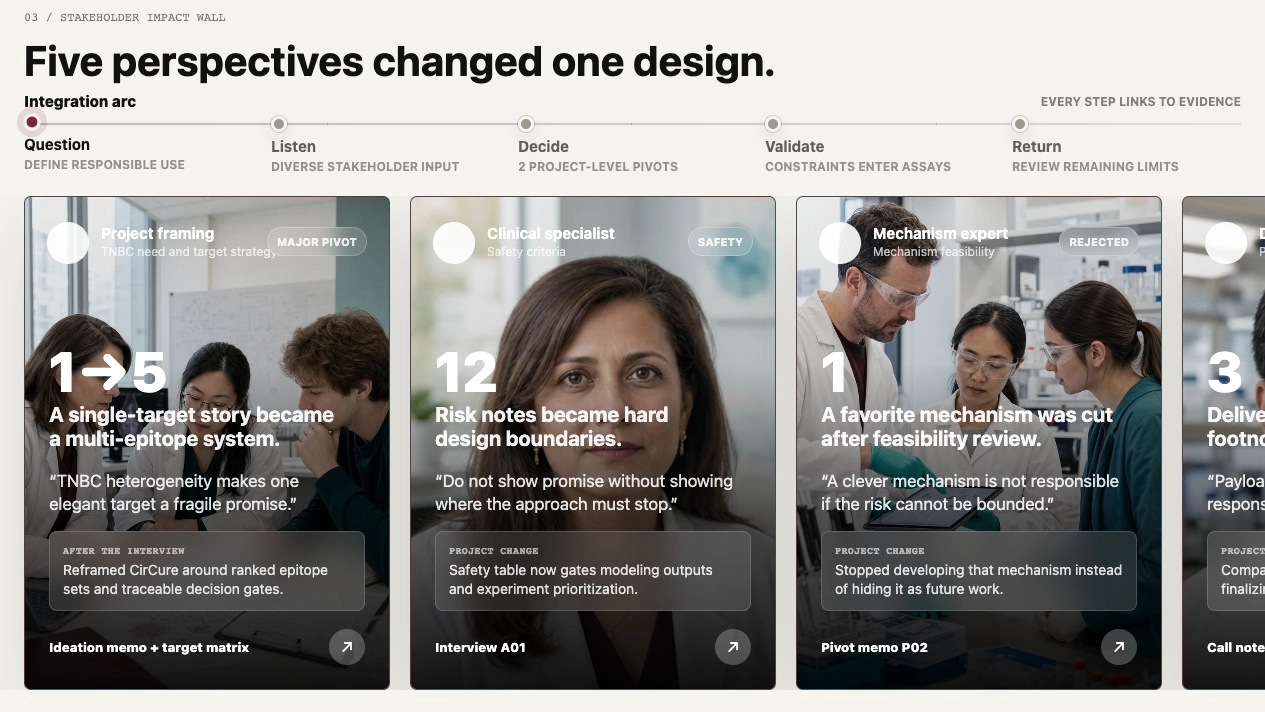 03 / STAKEHOLDER IMPACT WALL
Five perspectives changed one design.
Integration arc
EVERY STEP LINKS TO EVIDENCE
Question
DEFINE RESPONSIBLE USE
Listen
DIVERSE STAKEHOLDER INPUT
Decide
2 PROJECT-LEVEL PIVOTS
Validate
CONSTRAINTS ENTER ASSAYS
Return
REVIEW REMAINING LIMITS
Project framing
TNBC need and target strategy
MAJOR PIVOT
1→5
A single-target story became
a multi-epitope system.
“TNBC heterogeneity makes one
elegant target a fragile promise.”
AFTER THE INTERVIEW
Reframed CirCure around ranked epitope
sets and traceable decision gates.
Ideation memo + target matrix
Clinical specialist
Safety criteria
SAFETY
12
Risk notes became hard
design boundaries.
“Do not show promise without showing
where the approach must stop.”
PROJECT CHANGE
Safety table now gates modeling outputs
and experiment prioritization.
Interview A01
Mechanism expert
Mechanism feasibility
REJECTED
1
A favorite mechanism was cut
after feasibility review.
“A clever mechanism is not responsible
if the risk cannot be bounded.”
PROJECT CHANGE
Stopped developing that mechanism instead
of hiding it as future work.
Pivot memo P02
3
Call note